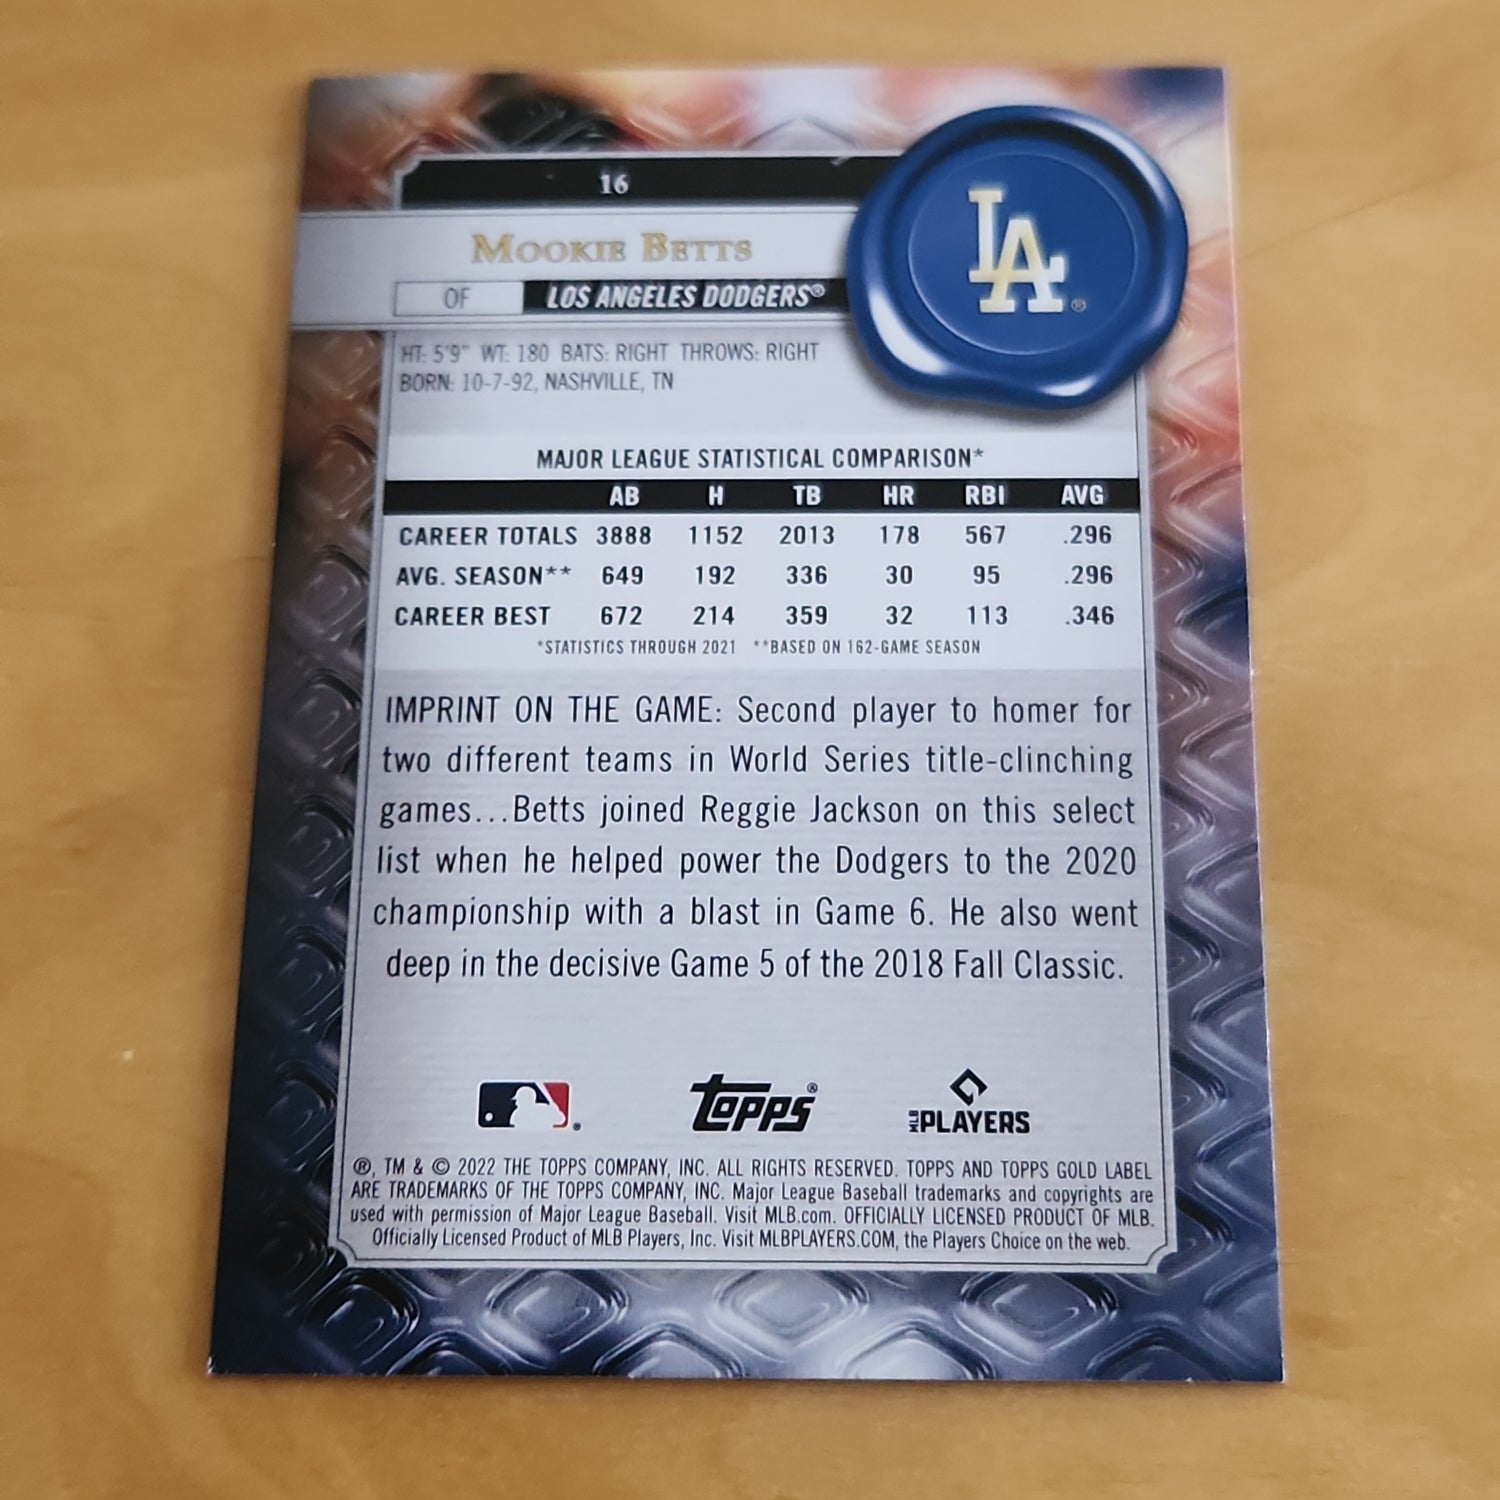 16
MOOKIE BETTS
OF LOS ANGELES DODGERS®
LA ®
HT: 5'9" WT: 180 BATS: RIGHT THROWS: RIGHT
BORN: 10-7-92, NASHVILLE, TN
MAJOR LEAGUE STATISTICAL COMPARISON*
AB H TB HR RBI AVG
CAREER TOTALS 3888 1152 2013 178 567 .296
AVG. SEASON** 649 192 336 30 95 .296
CAREER BEST 672 214 359 32 113 .346
*STATISTICS THROUGH 2021 **BASED ON 162-GAME SEASON
IMPRINT ON THE GAME: Second player to homer for
two different teams in World Series title-clinching
games...Betts joined Reggie Jackson on this select
list when he helped power the Dodgers to the 2020
championship with a blast in Game 6. He also went
deep in the decisive Game 5 of the 2018 Fall Classic.
® topps® MLB PLAYERS
®, TM & © 2022 THE TOPPS COMPANY, INC. ALL RIGHTS RESERVED. TOPPS AND TOPPS GOLD LABEL
ARE TRADEMARKS OF THE TOPPS COMPANY, INC. Major League Baseball trademarks and copyrights are
used with permission of Major League Baseball. Visit MLB.com. OFFICIALLY LICENSED PRODUCT OF MLB.
Officially Licensed Product of MLB Players, Inc. Visit MLBPLAYERS.COM, the Players Choice on the web.